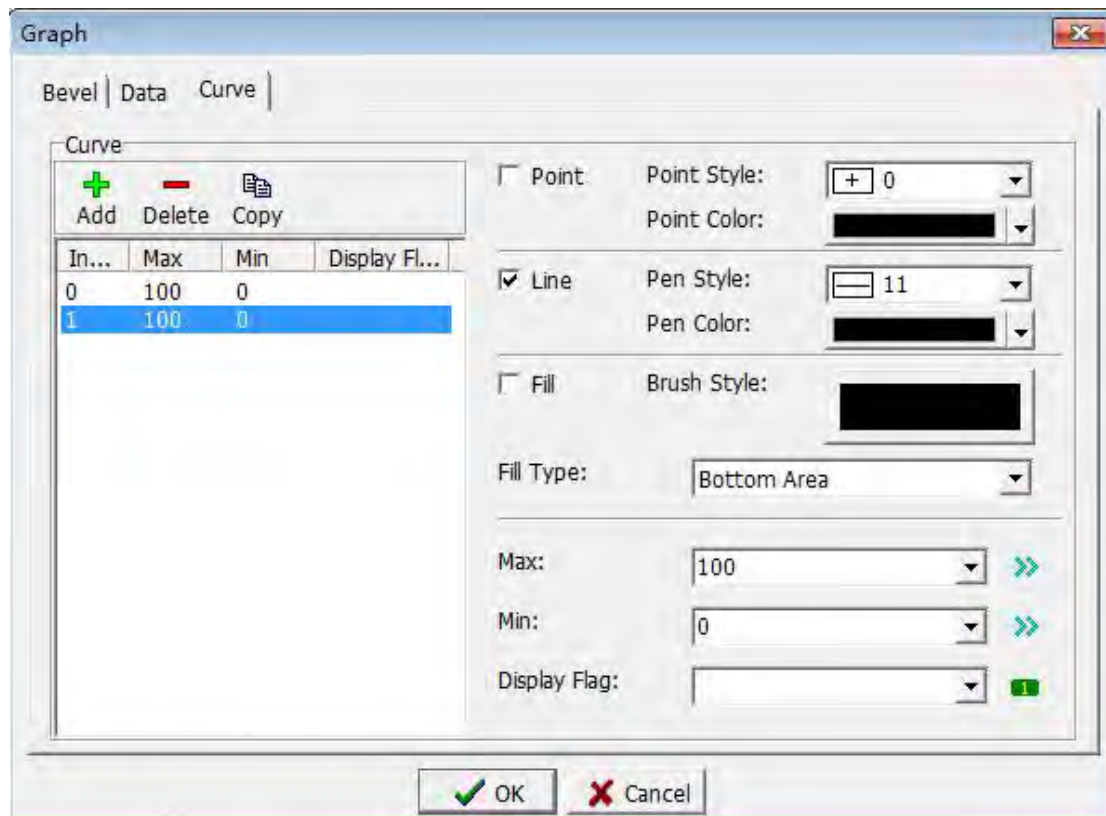 Graph
Bevel Data Curve
Curve
Add Delete Copy
In... Max Min Display Fl...
0 100 0
1 100 0
Point Point Style: + 0
Point Color:
Line Pen Style: 11
Pen Color:
Fill Brush Style:
Fill Type: Bottom Area
Max: 100
Min: 0
Display Flag: 1
OK Cancel